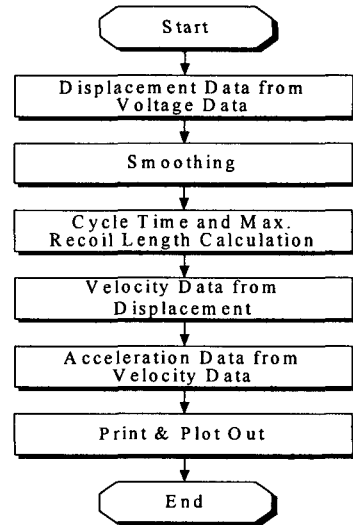 Start
Displacement Data from
Voltage Data
Smoothing
Cycle Time and Max.
Recoil Length Calculation
Velocity Data from
Displacement
Acceleration Data from
Velocity Data
Print & Plot Out
End